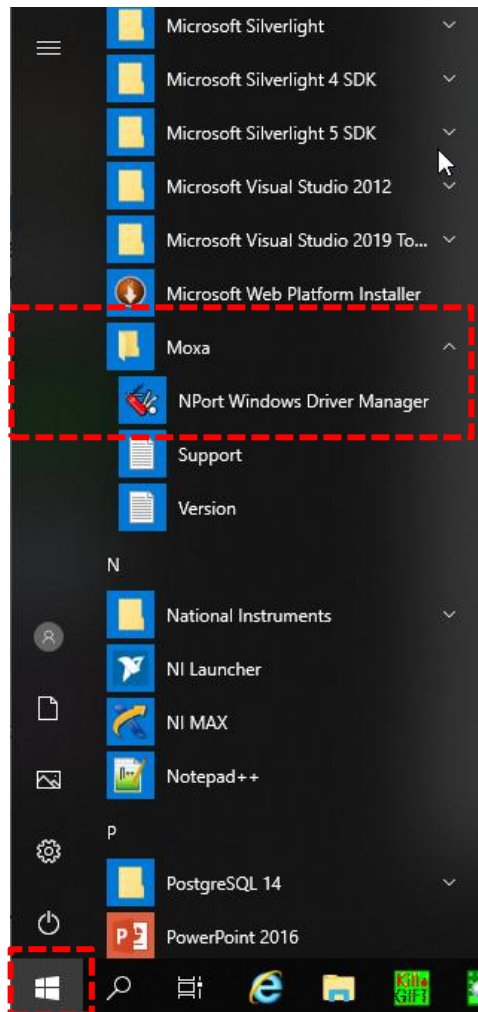 Microsoft Silverlight
Microsoft Silverlight 4 SDK
Microsoft Silverlight 5 SDK
Microsoft Visual Studio 2012
Microsoft Visual Studio 2019 To...
Microsoft Web Platform Installer
Moxa
NPort Windows Driver Manager
Support
Version
N
National Instruments
NI Launcher
NI MAX
Notepad++
P
PostgreSQL 14
PowerPoint 2016